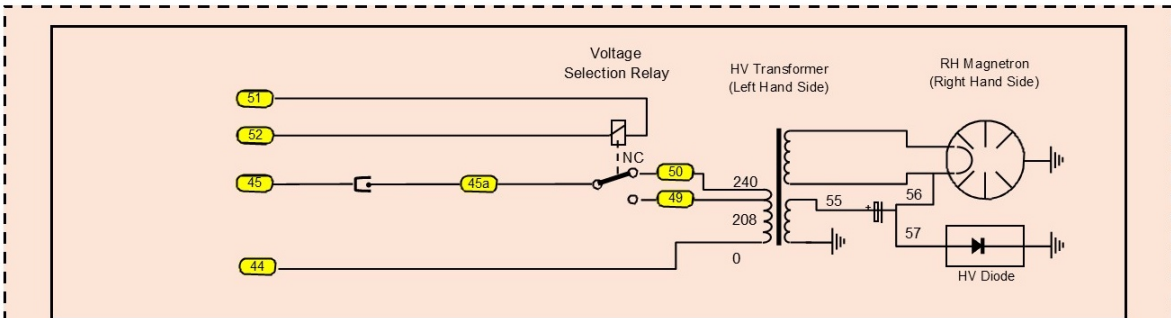 Voltage
Selection Relay
HV Transformer
(Left Hand Side)
RH Magnetron
(Right Hand Side)
51
52
NC
45
45a
50
240
49
208
0
44
55
+
56
57
HV Diode